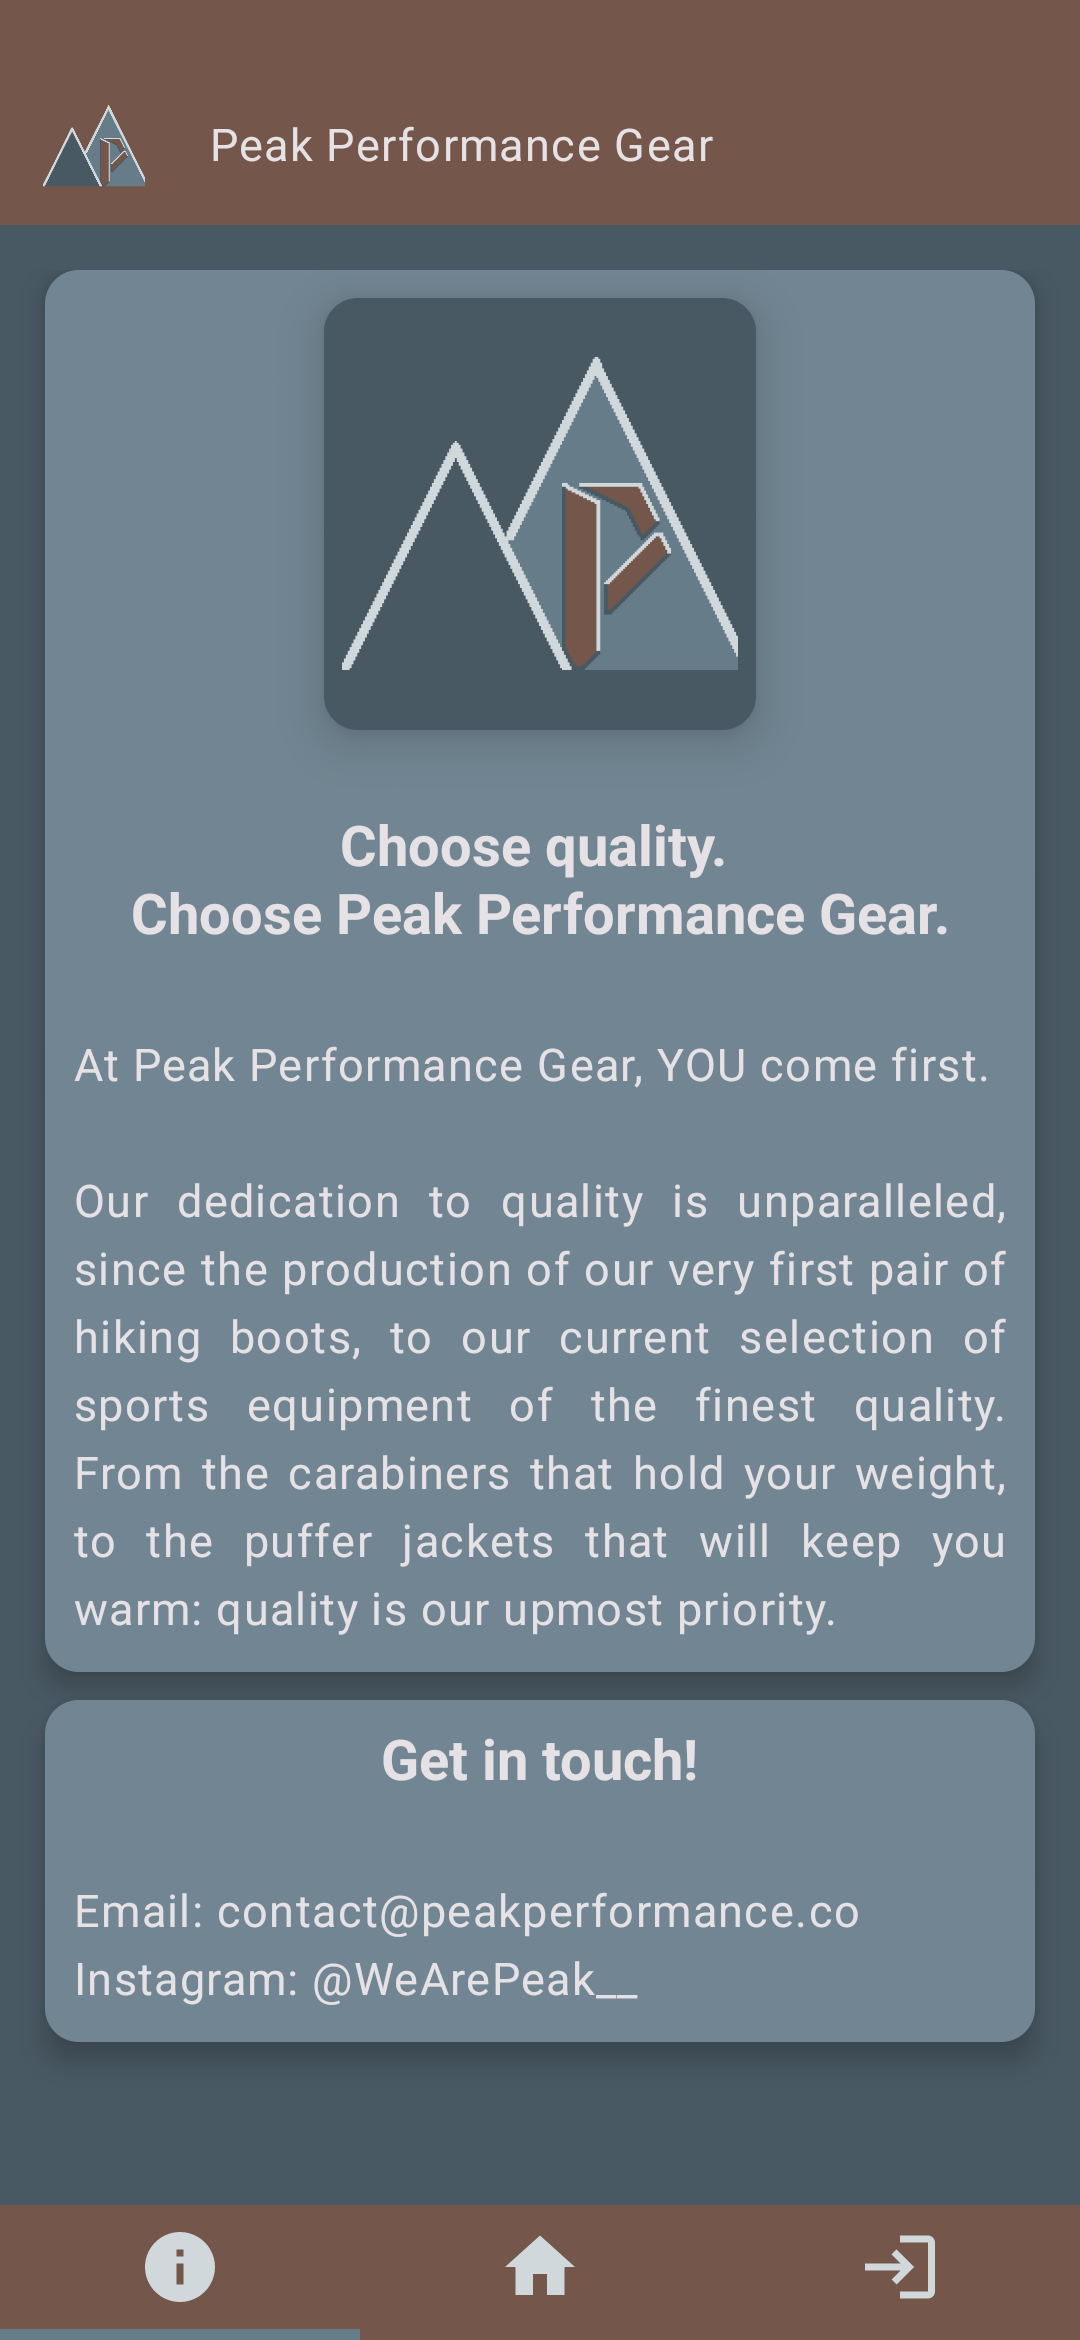 Peak Performance Gear
Choose quality.
Choose Peak Performance Gear.
At Peak Performance Gear, YOU come first.
Our dedication to quality is unparalleled,
since the production of our very first pair of
hiking boots, to our current selection of
sports equipment of the finest quality.
From the carabiners that hold your weight,
to the puffer jackets that will keep you
warm: quality is our upmost priority.
Get in touch!
Email: contact@peakperformance.co
Instagram: @WeArePeak__